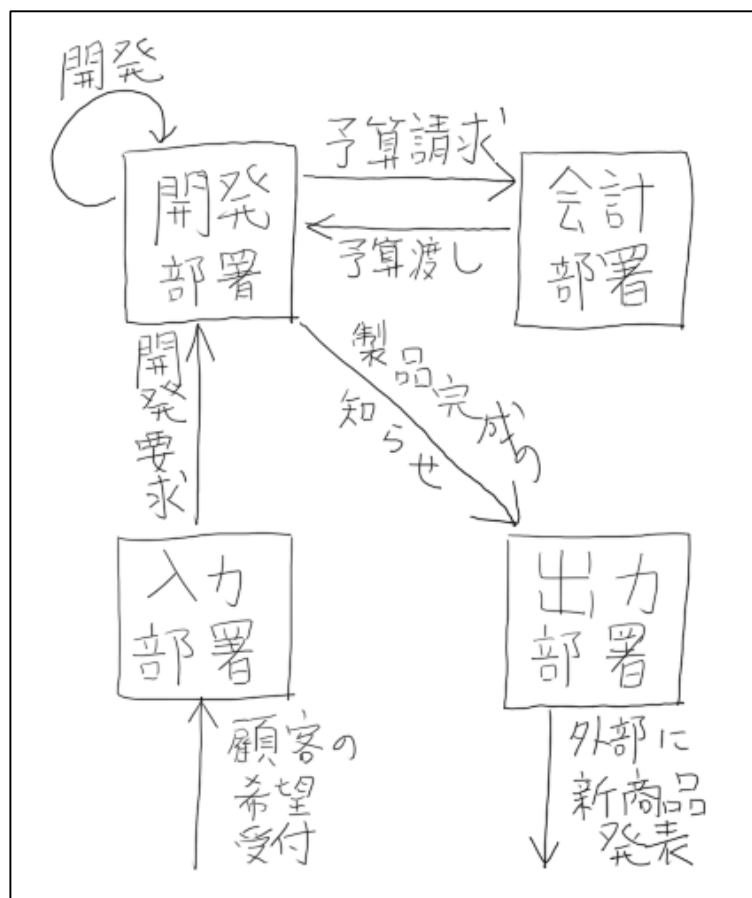 開発
開発
部署
予算請求
会計
部署
予算渡し
開発要求
製品完成の
知らせ
入力
部署
出力
部署
顧客の
希望
受付
外部に
新商品
発表